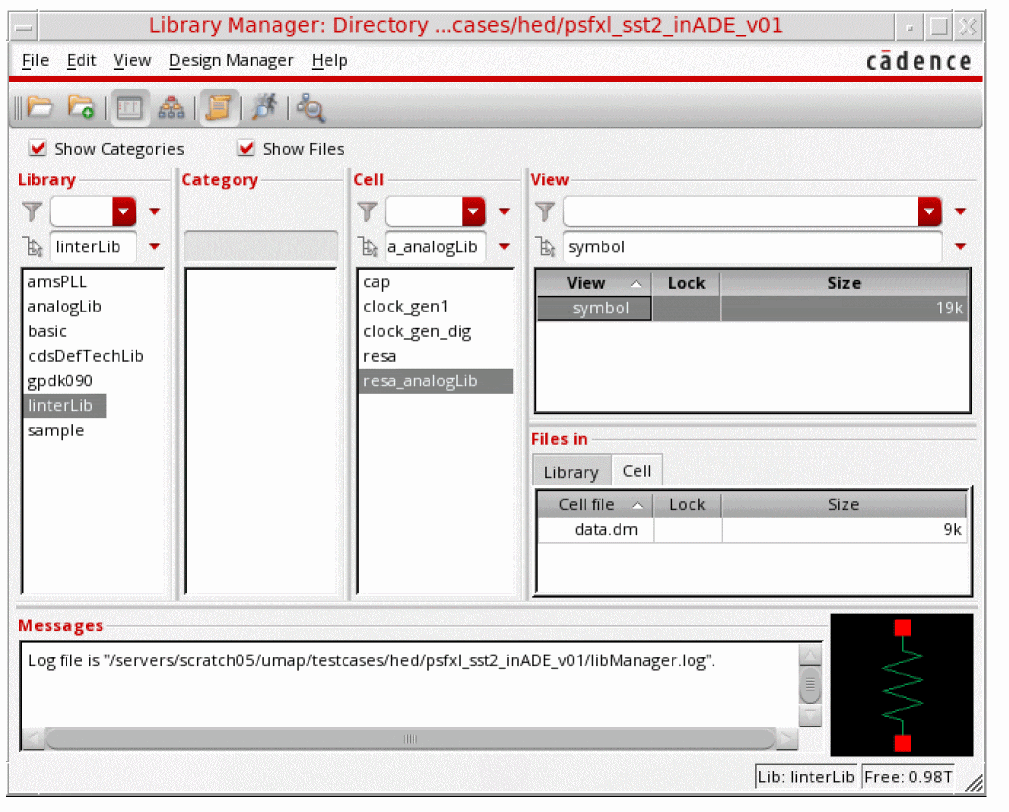 Library Manager: Directory ...cases/hed/psfxl_sst2_inADE_v01
File Edit View Design Manager Help
cādence
Show Categories Show Files
Library Category Cell View
linterLib a_analogLib symbol
amsPLL
analogLib
basic
cdsDefTechLib
gpdk090
linterLib
sample
cap
clock_gen1
clock_gen_dig
resa
resa_analogLib
View Lock Size
symbol 19k
Files in
Library Cell
Cell file Lock Size
data.dm 9k
Messages
Log file is "/servers/scratch05/umap/testcases/hed/psfxl_sst2_inADE_v01/libManager.log".
Lib: linterLib Free: 0.98T